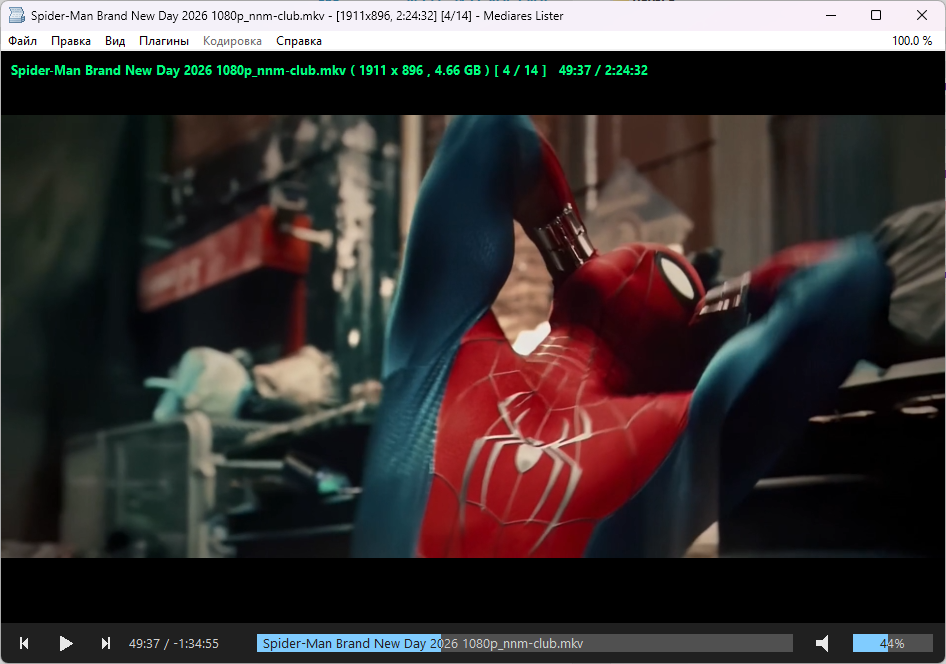 Spider-Man Brand New Day 2026 1080p_nnm-club.mkv - [1911x896, 2:24:32] [4/14] - Mediares Lister
Файл Правка Вид Плагины Кодировка Справка 100.0 %
Spider-Man Brand New Day 2026 1080p_nnm-club.mkv ( 1911 x 896 , 4.66 GB ) [ 4 / 14 ] 49:37 / 2:24:32
49:37 / -1:34:55 Spider-Man Brand New Day 2026 1080p_nnm-club.mkv 44%